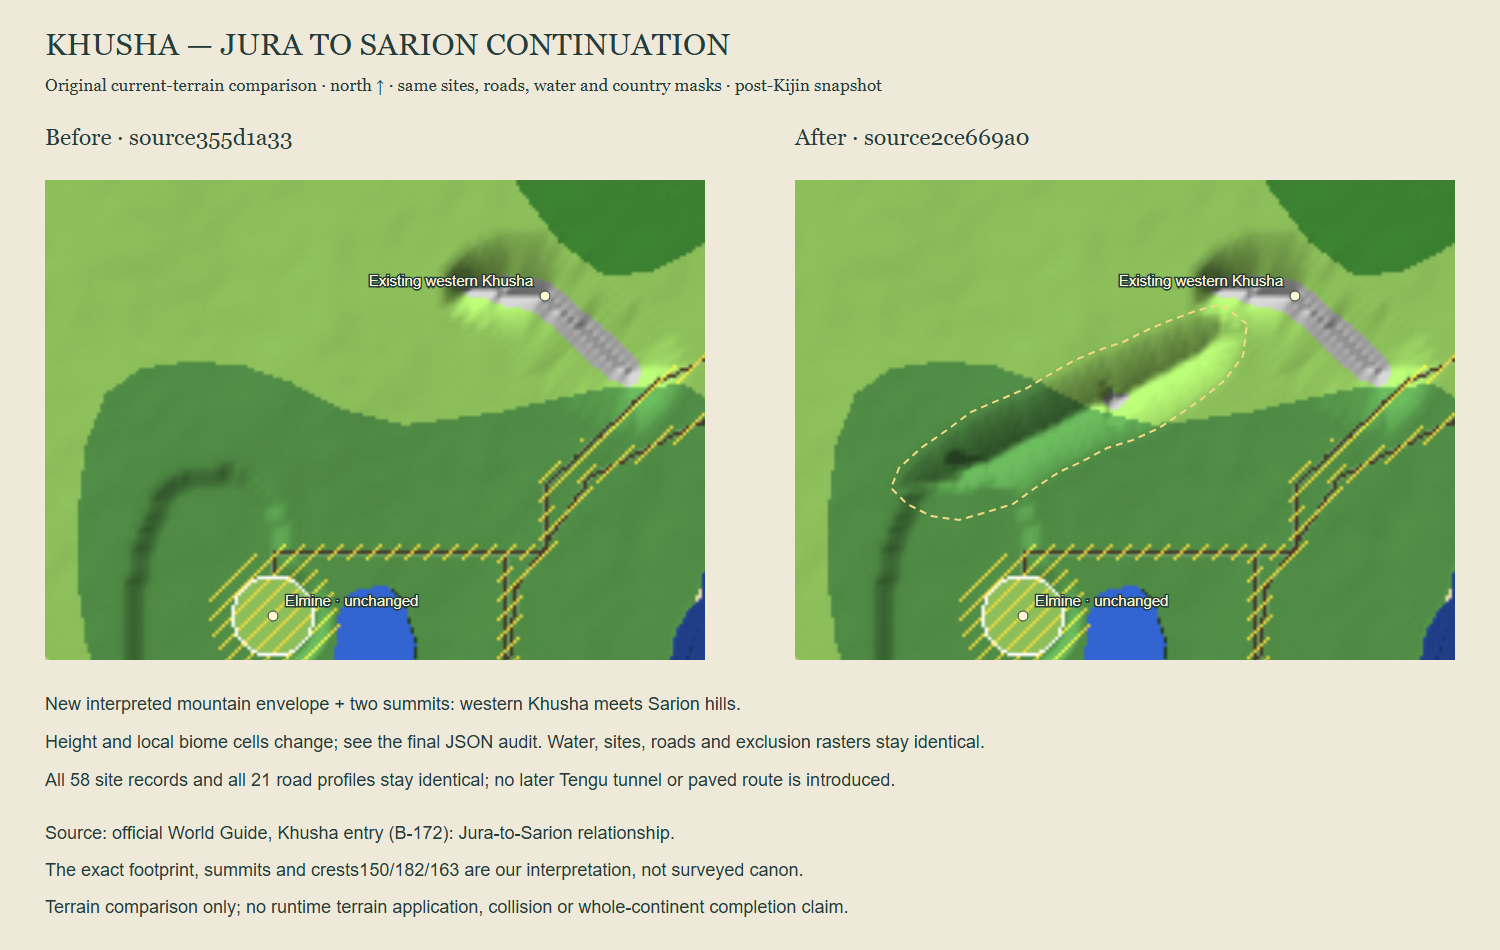 KHUSHA — JURA TO SARION CONTINUATION
Original current-terrain comparison · north ↑ · same sites, roads, water and country masks · post-Kijin snapshot
Before · source355d1a33
After · source2ce669a0
Existing western Khusha
Elmine · unchanged
Existing western Khusha
Elmine · unchanged
New interpreted mountain envelope + two summits: western Khusha meets Sarion hills.
Height and local biome cells change; see the final JSON audit. Water, sites, roads and exclusion rasters stay identical.
All 58 site records and all 21 road profiles stay identical; no later Tengu tunnel or paved route is introduced.
Source: official World Guide, Khusha entry (B-172): Jura-to-Sarion relationship.
The exact footprint, summits and crests150/182/163 are our interpretation, not surveyed canon.
Terrain comparison only; no runtime terrain application, collision or whole-continent completion claim.